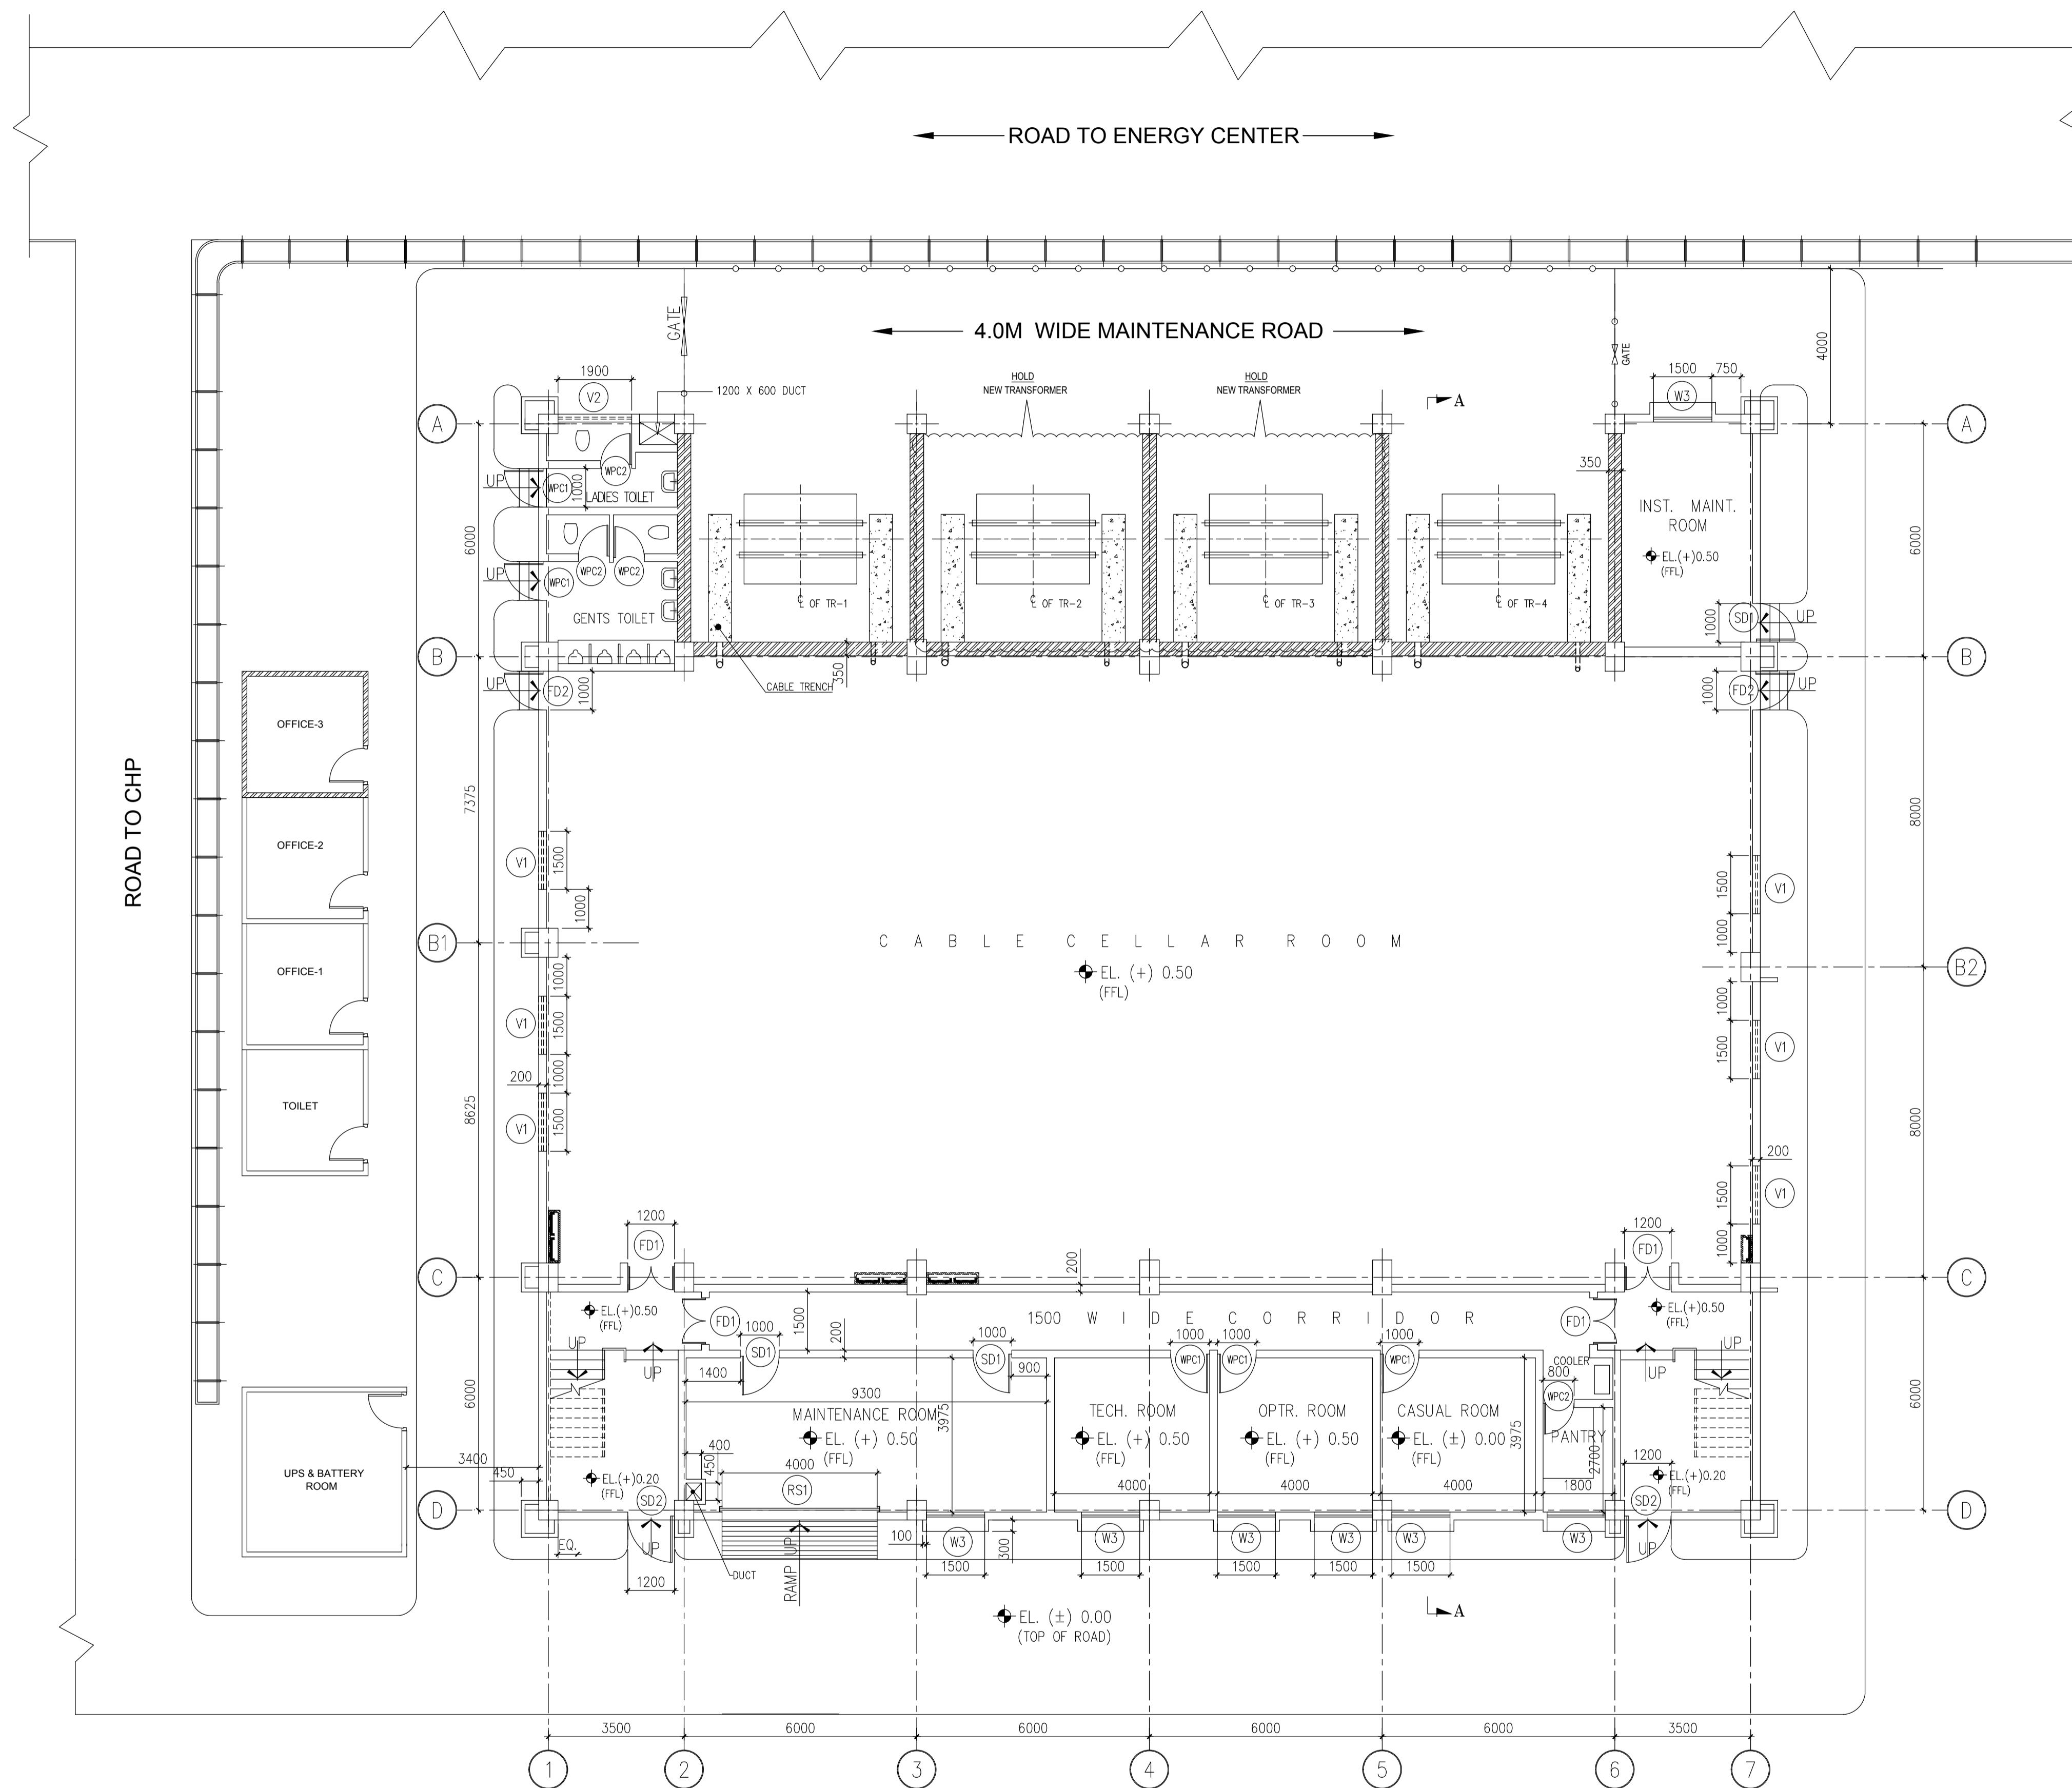 ROAD TO ENERGY CENTER
4.0M WIDE MAINTENANCE ROAD
GATE
GATE
4000
1900
V2
1200 X 600 DUCT
HOLD
NEW TRANSFORMER
HOLD
NEW TRANSFORMER
A
1500
750
W3
A
A
UP
WPC1
1000
WPC2
LADIES TOILET
350
INST. MAINT.
ROOM
EL.(+)0.50
(FFL)
6000
6000
UP
WPC1
WPC2
WPC2
GENTS TOILET
℄ OF TR-1
℄ OF TR-2
℄ OF TR-3
℄ OF TR-4
1000
SD1
UP
B
B
UP
FD2
1000
CABLE TRENCH
350
1000
FD2
UP
OFFICE-3
ROAD TO CHP
7375
8000
OFFICE-2
V1
1500
1000
1500
V1
1000
B1
C A B L E C E L L A R R O O M
EL. (+) 0.50
(FFL)
B2
OFFICE-1
1000
V1
1500
1000
1000
1500
V1
200
TOILET
8625
V1
1500
8000
200
1500
V1
1000
1200
FD1
200
1200
FD1
C
C
EL.(+)0.50
(FFL)
FD1
1500
1500 W I D E C O R R I D O R
FD1
EL.(+)0.50
(FFL)
UP
UP
1000
SD1
200
1000
SD1
1000
WPC1
1000
WPC1
1000
WPC1
COOLER
UP
UP
1400
900
800
WPC2
6000
9300
3975
6000
MAINTENANCE ROOM
EL. (+) 0.50
(FFL)
TECH. ROOM
EL. (+) 0.50
(FFL)
OPTR. ROOM
EL. (+) 0.50
(FFL)
CASUAL ROOM
EL. (±) 0.00
(FFL)
3975
PANTRY
2700
UPS & BATTERY
ROOM
3400
450
EL.(+)0.20
(FFL)
SD2
400
450
4000
RS1
4000
4000
4000
1800
1200
EL.(+)0.20
(FFL)
SD2
D
D
EQ.
UP
1200
DUCT
RAMP UP
100
W3
300
1500
W3
1500
W3
1500
W3
1500
W3
1500
W3
UP
EL. (±) 0.00
(TOP OF ROAD)
A
3500
6000
6000
6000
6000
3500
1
2
3
4
5
6
7